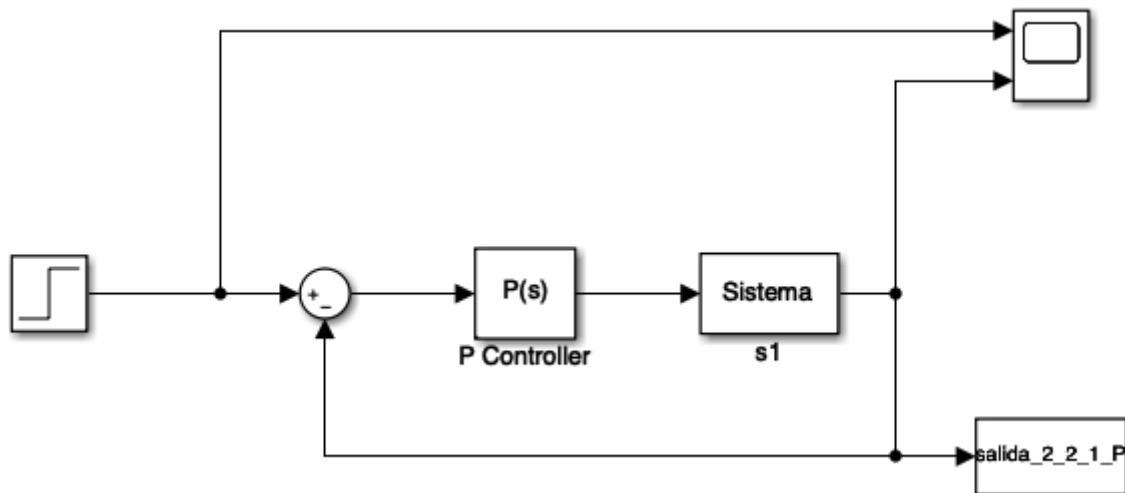 P(s)
P Controller
Sistema
s1
salida_2_2_1_P